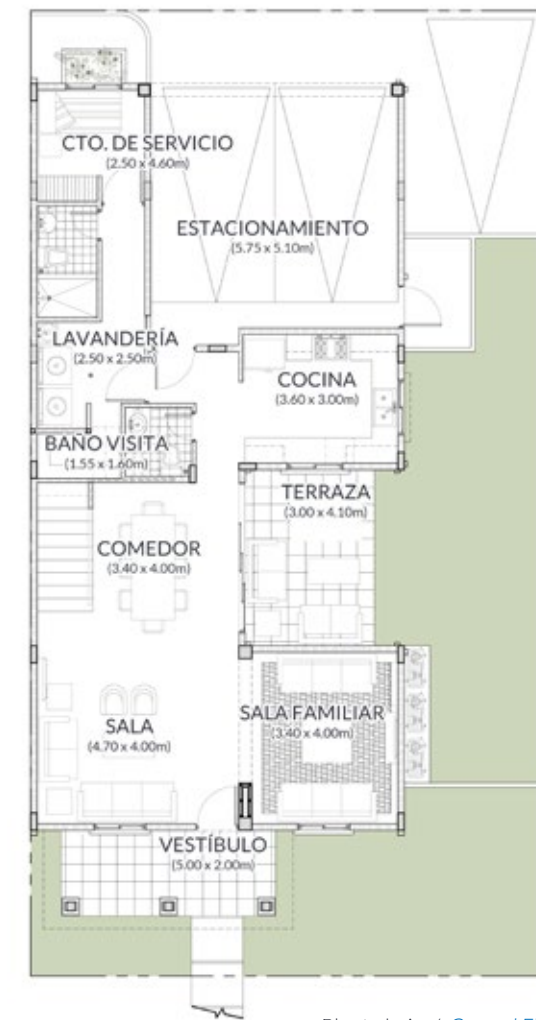 CTO. DE SERVICIO
(2.50 x 4.60m)
ESTACIONAMIENTO
(5.75 x 5.10m)
LAVANDERÍA
(2.50 x 2.50m)
COCINA
(3.60 x 3.00m)
BAÑO VISITA
(1.55 x 1.60m)
TERRAZA
(3.00 x 4.10m)
COMEDOR
(3.40 x 4.00m)
SALA FAMILIAR
(3.40 x 4.00m)
SALA
(4.70 x 4.00m)
VESTÍBULO
(5.00 x 2.00m)